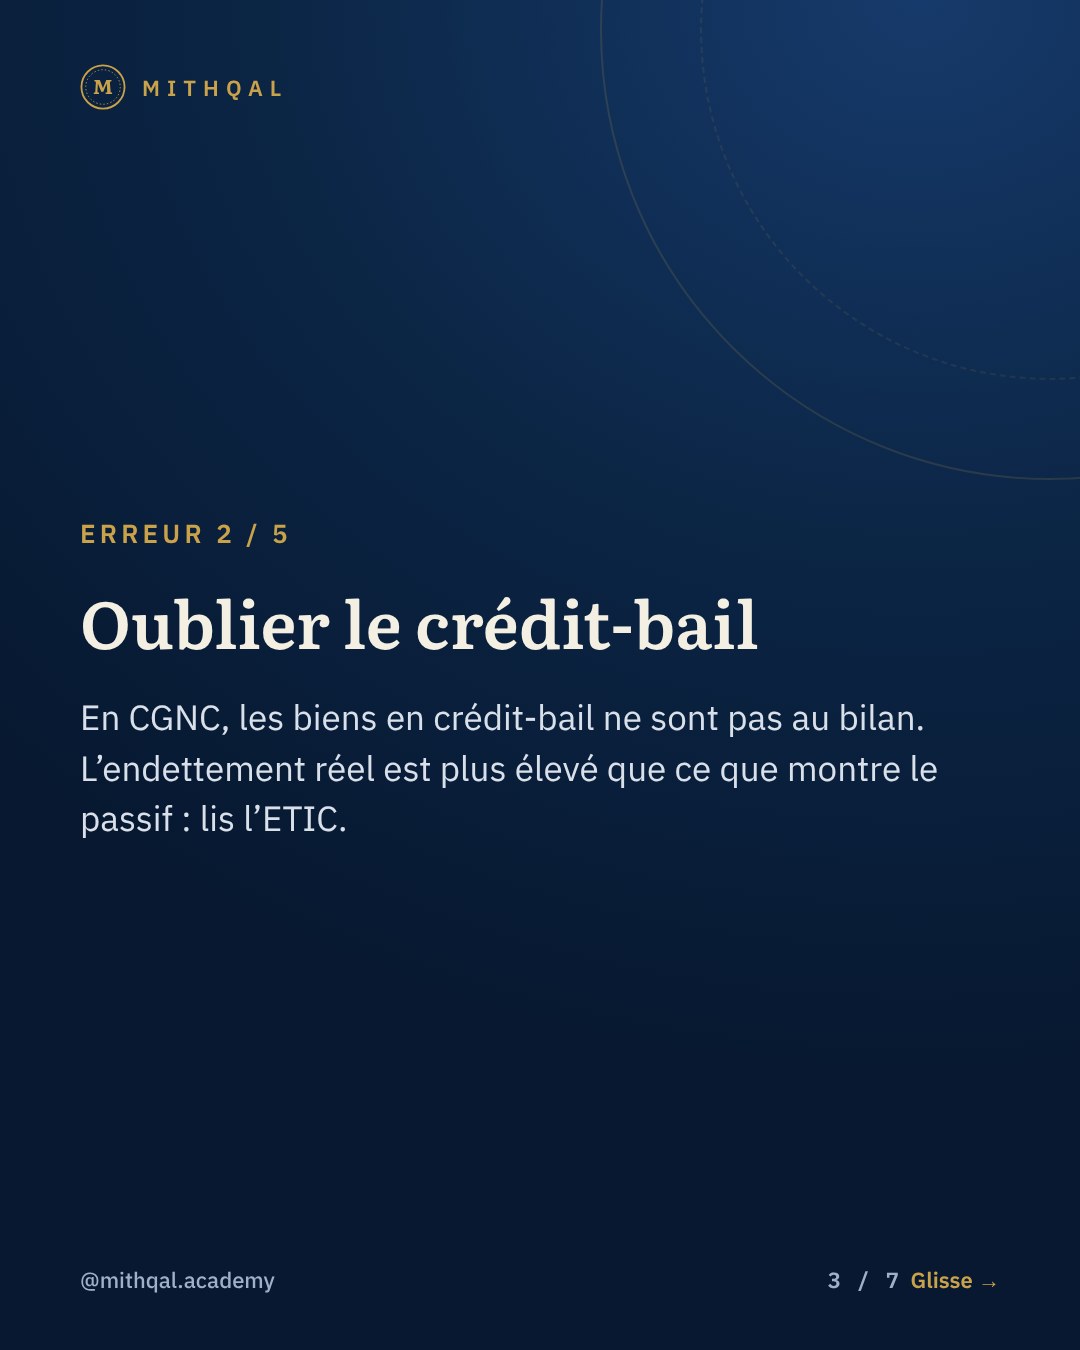 M MITHQAL
ERREUR 2 / 5
Oublier le crédit-bail
En CGNC, les biens en crédit-bail ne sont pas au bilan.
L’endettement réel est plus élevé que ce que montre le
passif : lis l’ETIC.
@mithqal.academy
3 / 7 Glisse →